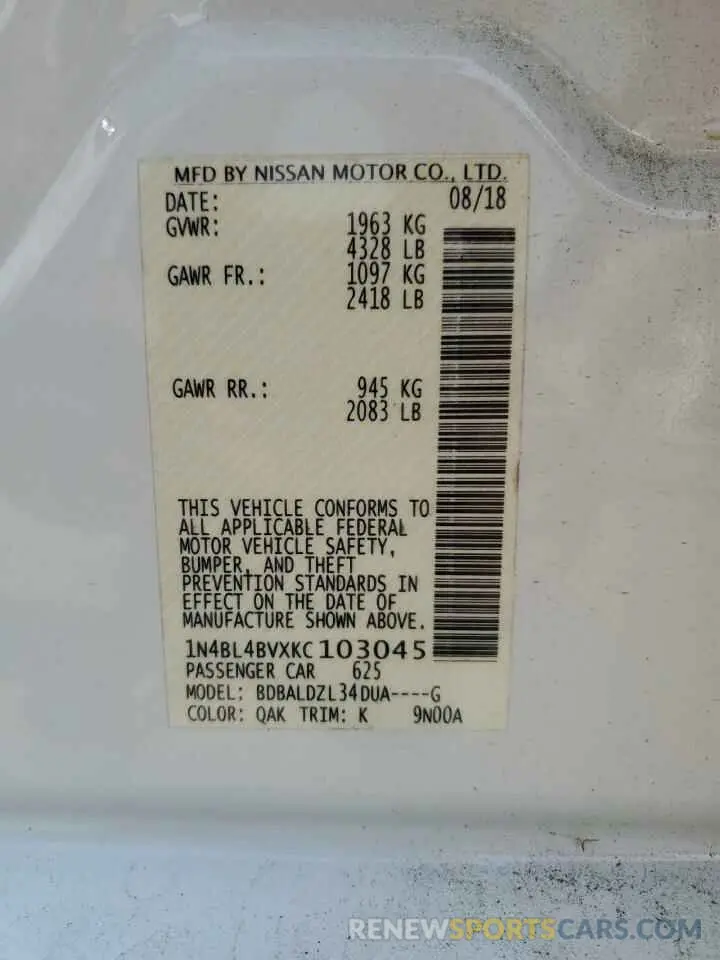 MFD BY NISSAN MOTOR CO., LTD.
DATE: 08/18
GVWR: 1963 KG
4328 LB
GAWR FR.: 1097 KG
2418 LB
GAWR RR.: 945 KG
2083 LB
THIS VEHICLE CONFORMS TO
ALL APPLICABLE FEDERAL
MOTOR VEHICLE SAFETY,
BUMPER, AND THEFT
PREVENTION STANDARDS IN
EFFECT ON THE DATE OF
MANUFACTURE SHOWN ABOVE.
1N4BL4BVXKC103045
PASSENGER CAR 625
MODEL: BDBALDZL34DUA----G
COLOR: QAK TRIM: K 9N00A
RENEWSPORTSCARS.COM